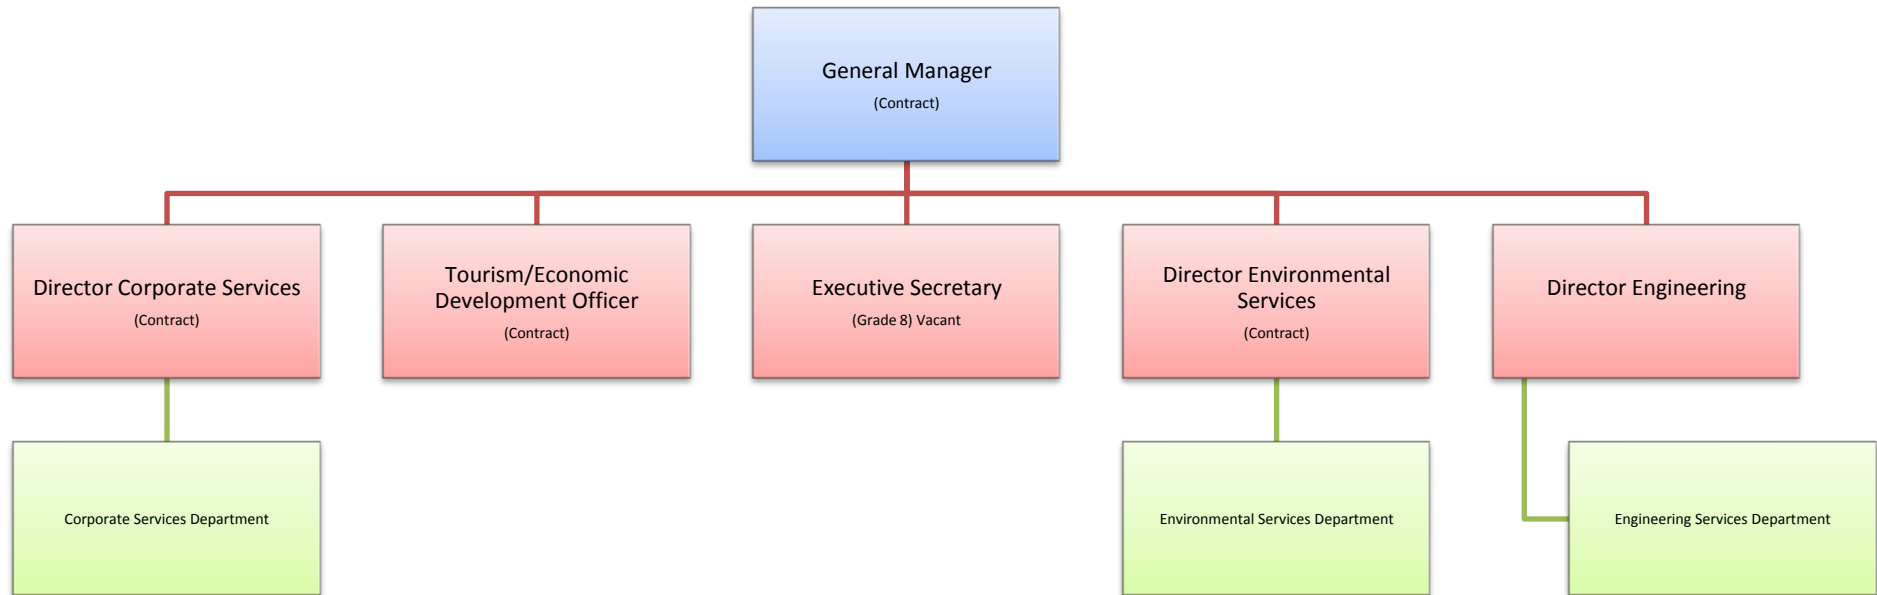 General Manager
(Contract)
Director Corporate Services
(Contract)
Tourism/Economic
Development Officer
(Contract)
Executive Secretary
(Grade 8) Vacant
Director Environmental
Services
(Contract)
Director Engineering
Corporate Services Department
Environmental Services Department
Engineering Services Department